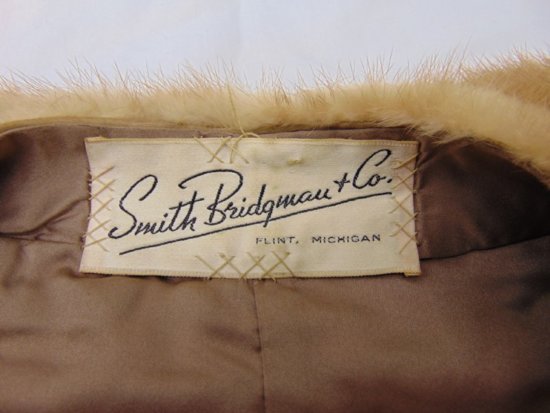 Smith Bridgman + Co.
FLINT, MICHIGAN